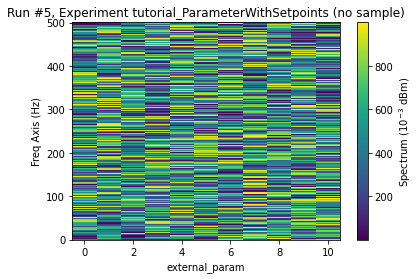 Run #5, Experiment tutorial_ParameterWithSetpoints (no sample)
500
400
300
200
100
0
Freq Axis (Hz)
0 2 4 6 8 10
external_param
800
600
400
200
Spectrum (10⁻³ dBm)